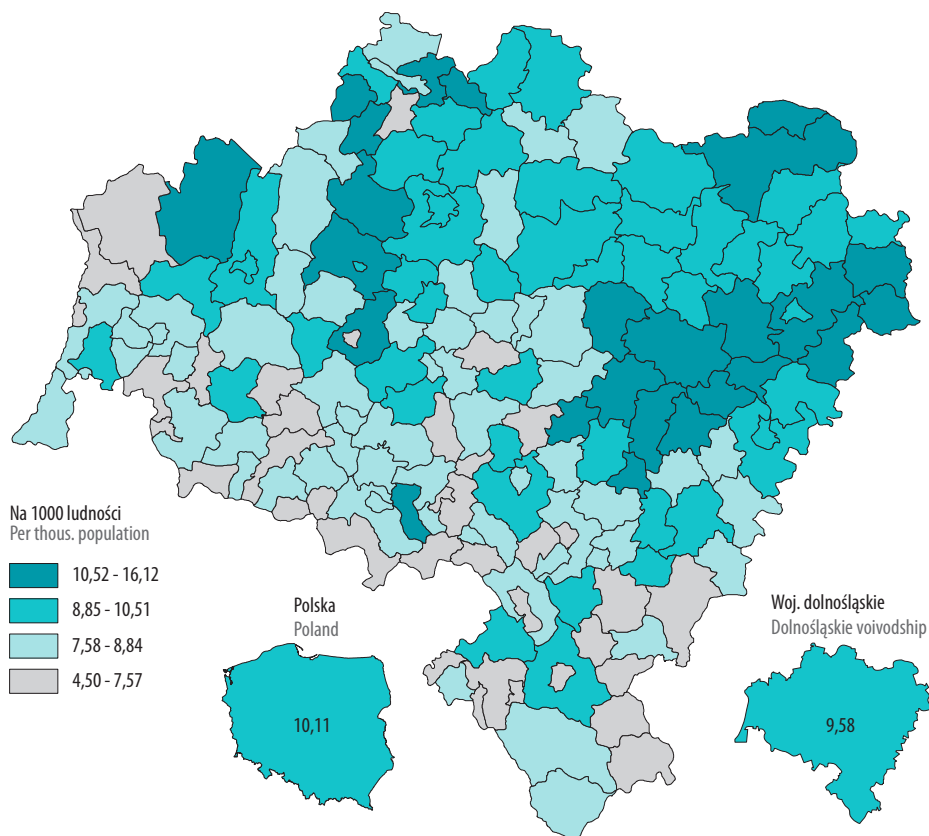 Na 1000 ludności
Per thous. population
10,52 - 16,12
8,85 - 10,51
7,58 - 8,84
4,50 - 7,57
Polska
Poland
10,11
Woj. dolnośląskie
Dolnośląskie voivodship
9,58